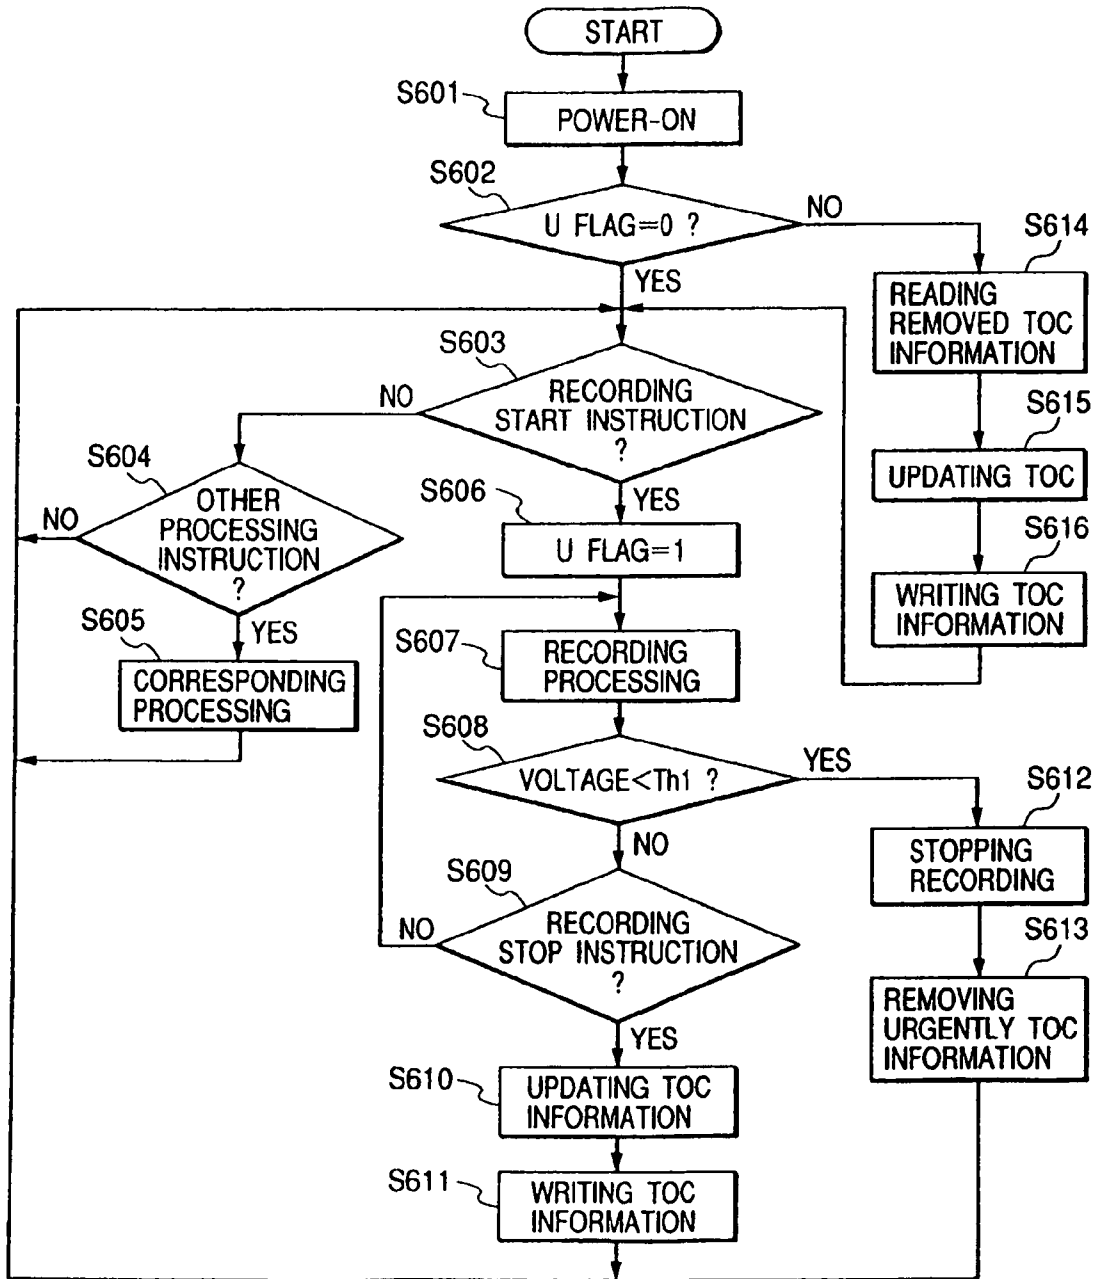 START
S601
POWER-ON
S602
U FLAG=0 ?
NO
YES
S614
READING
REMOVED TOC
INFORMATION
S603
RECORDING
START INSTRUCTION
?
NO
YES
S615
UPDATING TOC
S604
OTHER
PROCESSING
INSTRUCTION
?
NO
YES
S606
U FLAG=1
S616
WRITING TOC
INFORMATION
S605
CORRESPONDING
PROCESSING
S607
RECORDING
PROCESSING
S608
VOLTAGE<Th1 ?
YES
NO
S612
STOPPING
RECORDING
S609
RECORDING
STOP INSTRUCTION
?
NO
YES
S613
REMOVING
URGENTLY TOC
INFORMATION
S610
UPDATING TOC
INFORMATION
S611
WRITING TOC
INFORMATION